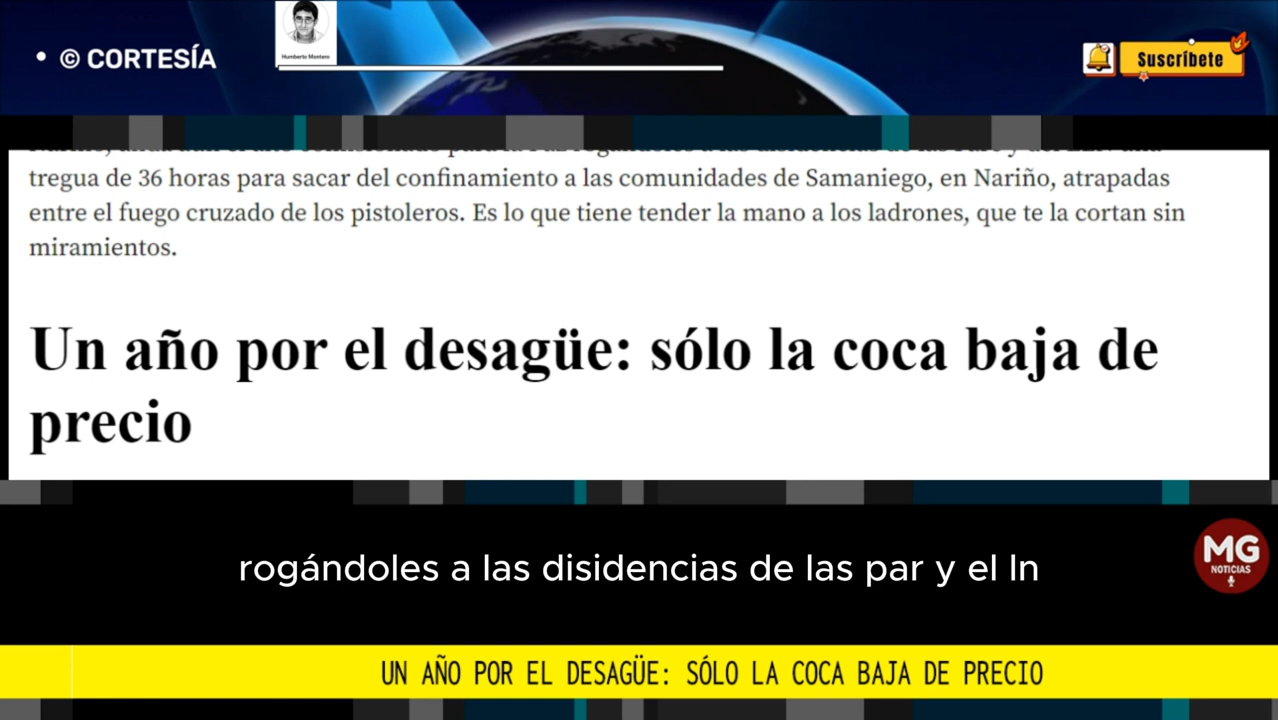 • © CORTESÍA
Humberto Montero
Suscríbete
tregua de 36 horas para sacar del confinamiento a las comunidades de Samaniego, en Nariño, atrapadas
entre el fuego cruzado de los pistoleros. Es lo que tiene tender la mano a los ladrones, que te la cortan sin
miramientos.
Un año por el desagüe: sólo la coca baja de
precio
rogándoles a las disidencias de las par y el ln
MG
NOTICIAS
UN AÑO POR EL DESAGÜE: SÓLO LA COCA BAJA DE PRECIO